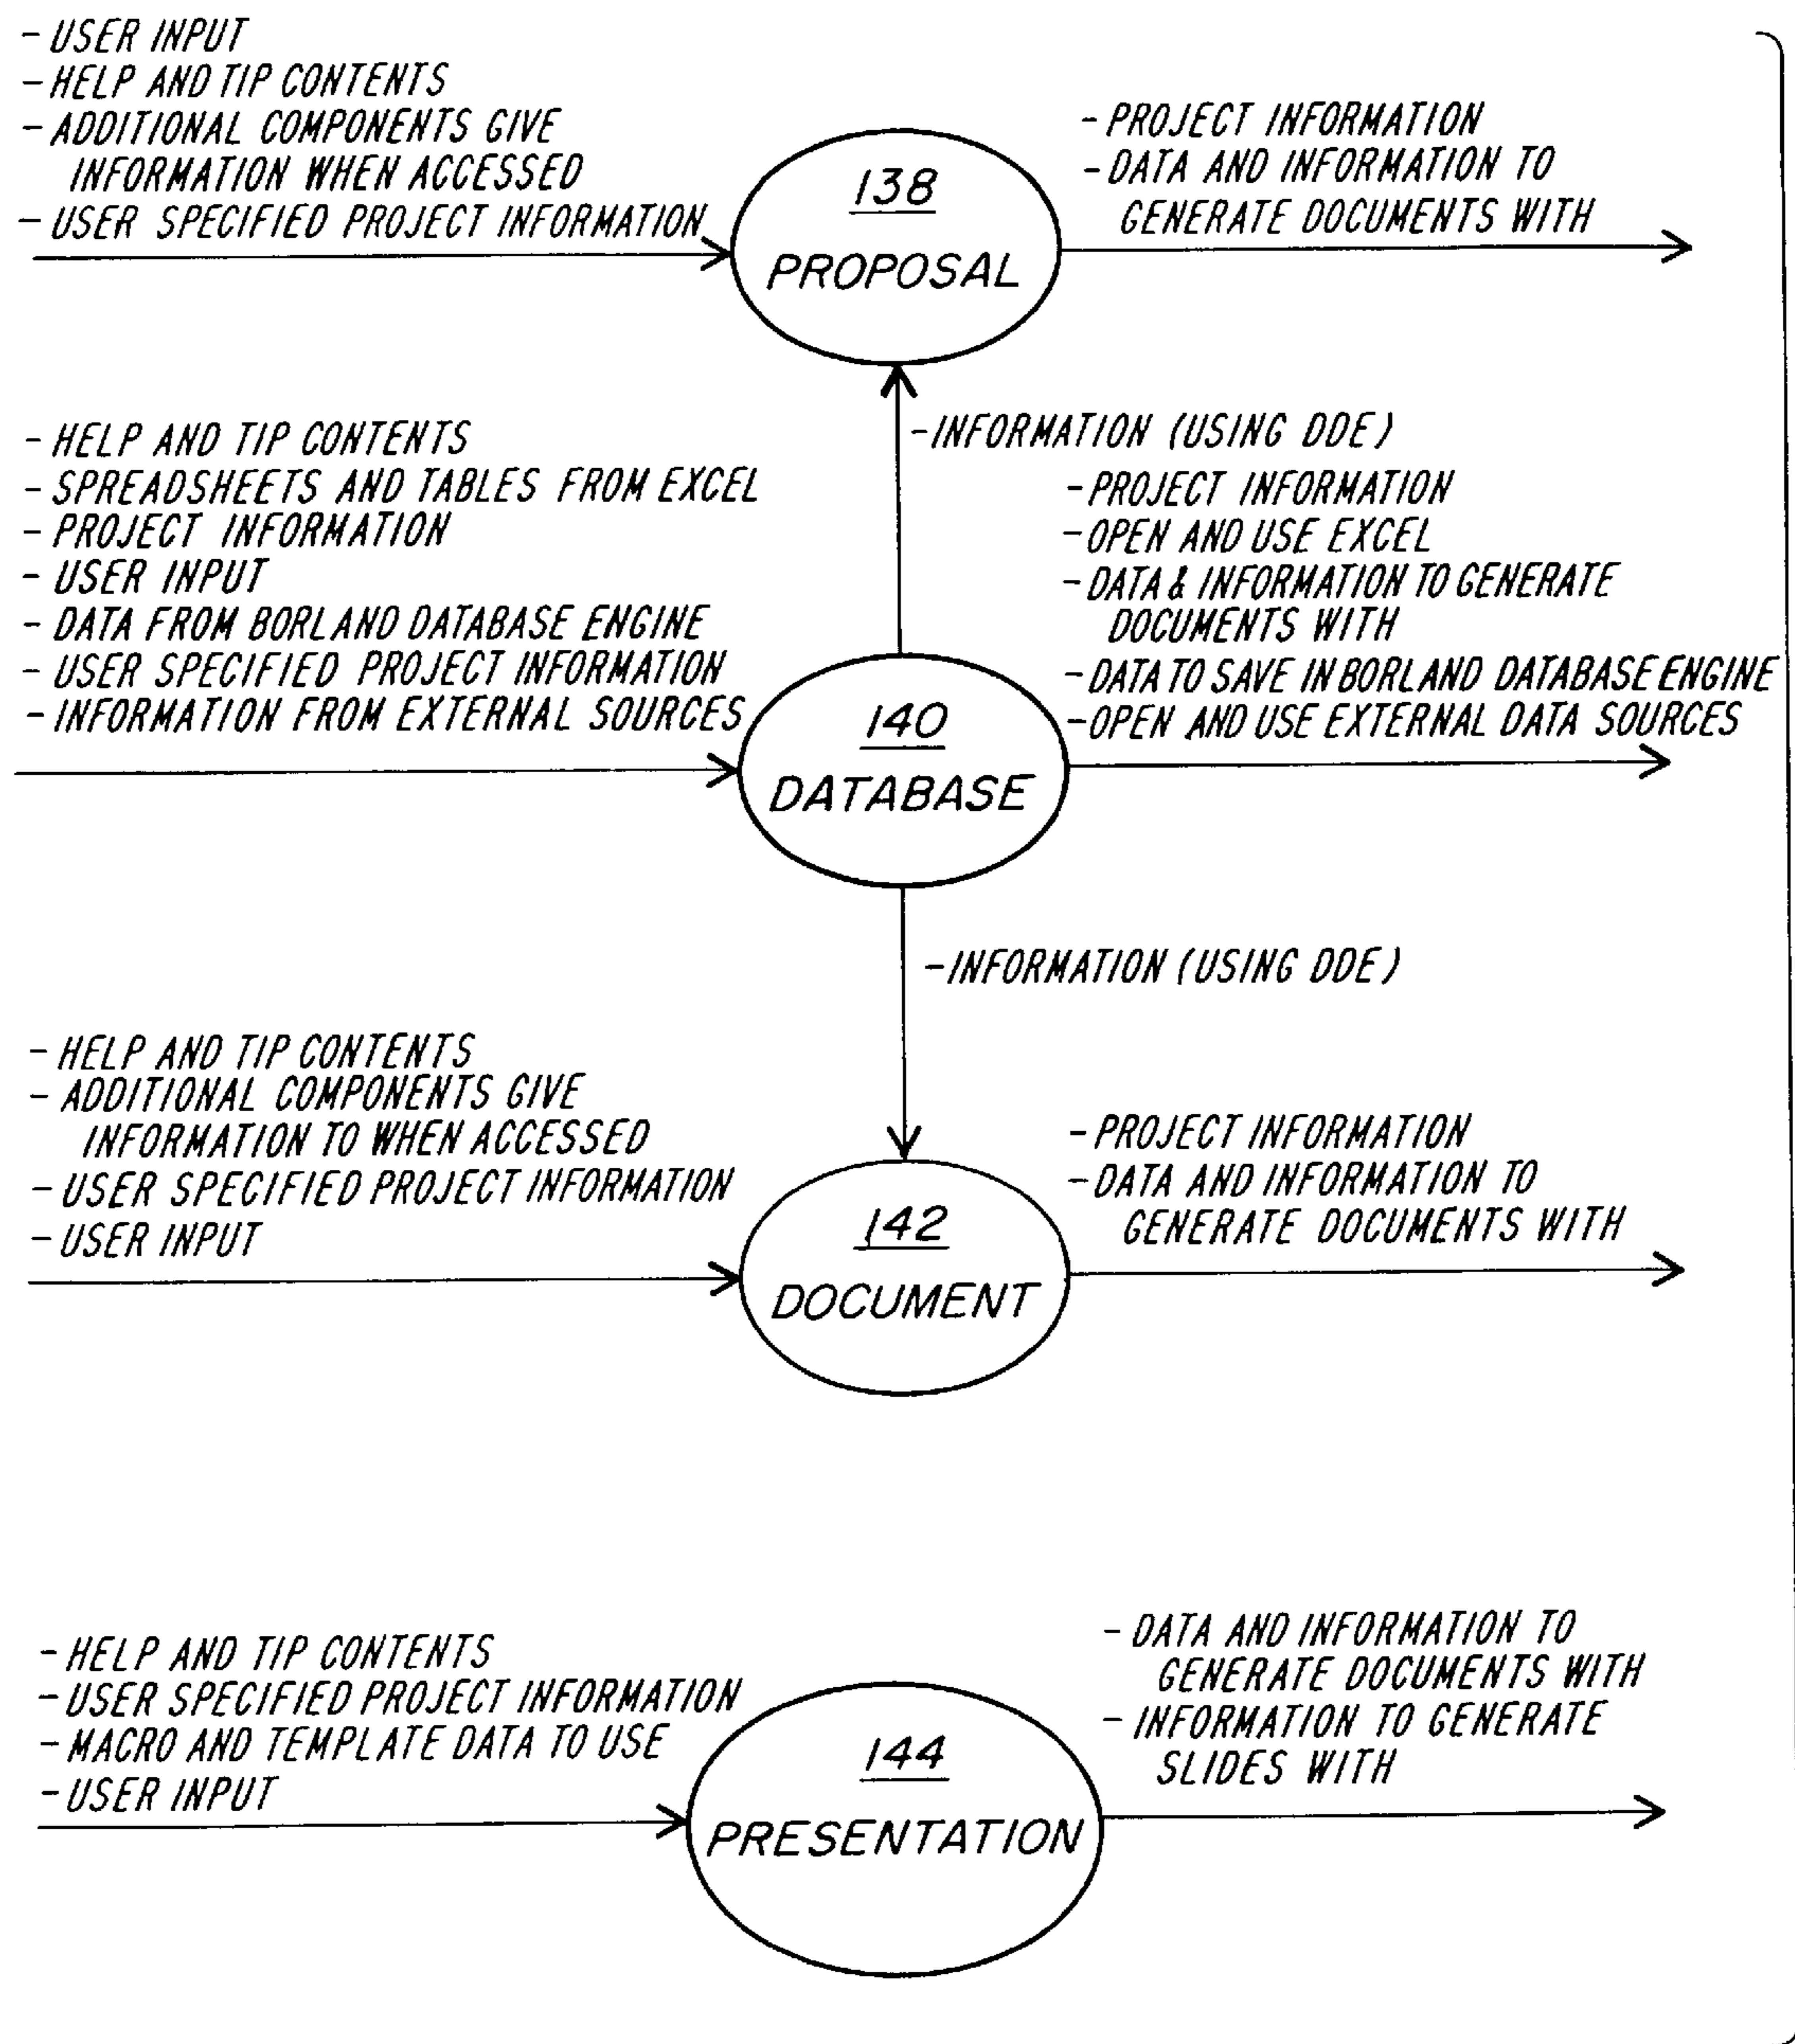 - USER INPUT
- HELP AND TIP CONTENTS
- ADDITIONAL COMPONENTS GIVE
INFORMATION WHEN ACCESSED
- USER SPECIFIED PROJECT INFORMATION
138
PROPOSAL
- PROJECT INFORMATION
- DATA AND INFORMATION TO
GENERATE DOCUMENTS WITH
- INFORMATION (USING DDE)
- HELP AND TIP CONTENTS
- SPREADSHEETS AND TABLES FROM EXCEL
- PROJECT INFORMATION
- USER INPUT
- DATA FROM BORLAND DATABASE ENGINE
- USER SPECIFIED PROJECT INFORMATION
- INFORMATION FROM EXTERNAL SOURCES
140
DATABASE
- PROJECT INFORMATION
- OPEN AND USE EXCEL
- DATA & INFORMATION TO GENERATE
DOCUMENTS WITH
- DATA TO SAVE IN BORLAND DATABASE ENGINE
- OPEN AND USE EXTERNAL DATA SOURCES
- INFORMATION (USING DDE)
- HELP AND TIP CONTENTS
- ADDITIONAL COMPONENTS GIVE
INFORMATION TO WHEN ACCESSED
- USER SPECIFIED PROJECT INFORMATION
- USER INPUT
142
DOCUMENT
- PROJECT INFORMATION
- DATA AND INFORMATION TO
GENERATE DOCUMENTS WITH
- HELP AND TIP CONTENTS
- USER SPECIFIED PROJECT INFORMATION
- MACRO AND TEMPLATE DATA TO USE
- USER INPUT
144
PRESENTATION
- DATA AND INFORMATION TO
GENERATE DOCUMENTS WITH
- INFORMATION TO GENERATE
SLIDES WITH